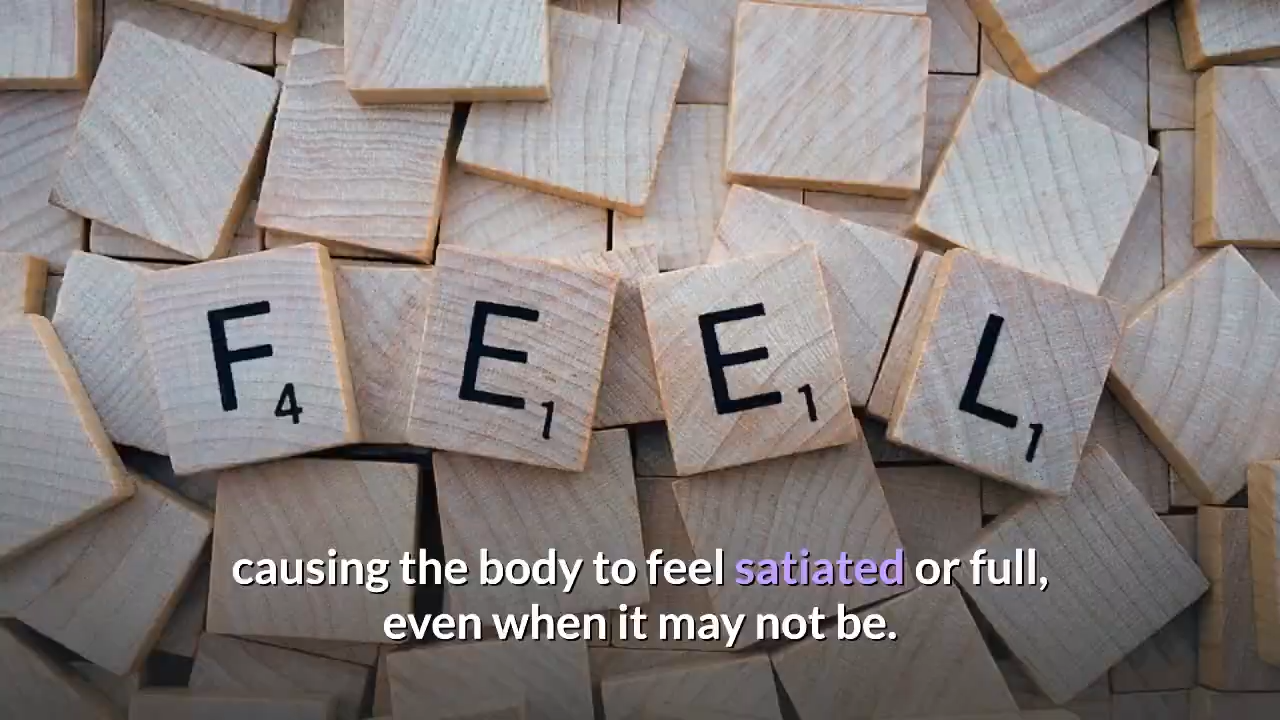 F4 E1 E1 L1
causing the body to feel satiated or full,
even when it may not be.